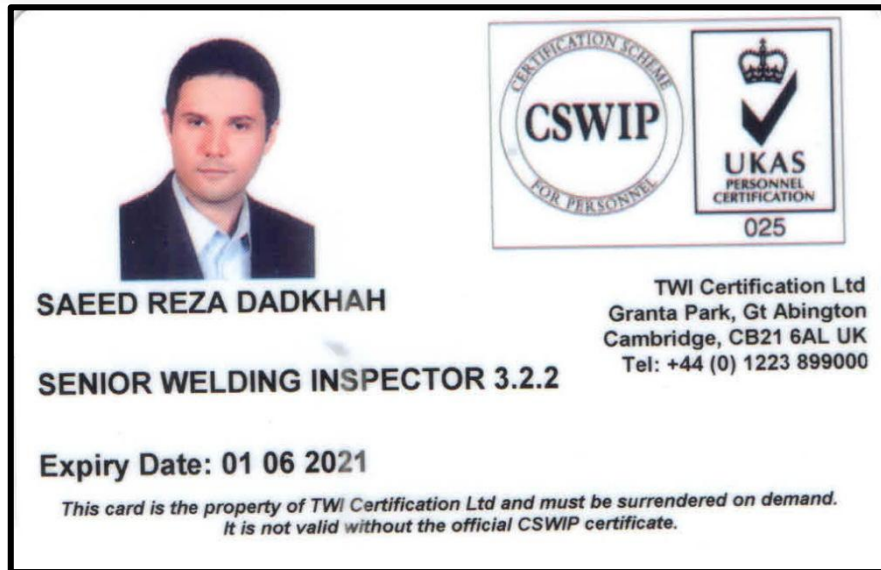 CERTIFICATION SCHEME
CSWIP
FOR PERSONNEL
UKAS
PERSONNEL
CERTIFICATION
025
SAEED REZA DADKHAH
SENIOR WELDING INSPECTOR 3.2.2
Expiry Date: 01 06 2021
TWI Certification Ltd
Granta Park, Gt Abington
Cambridge, CB21 6AL UK
Tel: +44 (0) 1223 899000
This card is the property of TWI Certification Ltd and must be surrendered on demand.
It is not valid without the official CSWIP certificate.